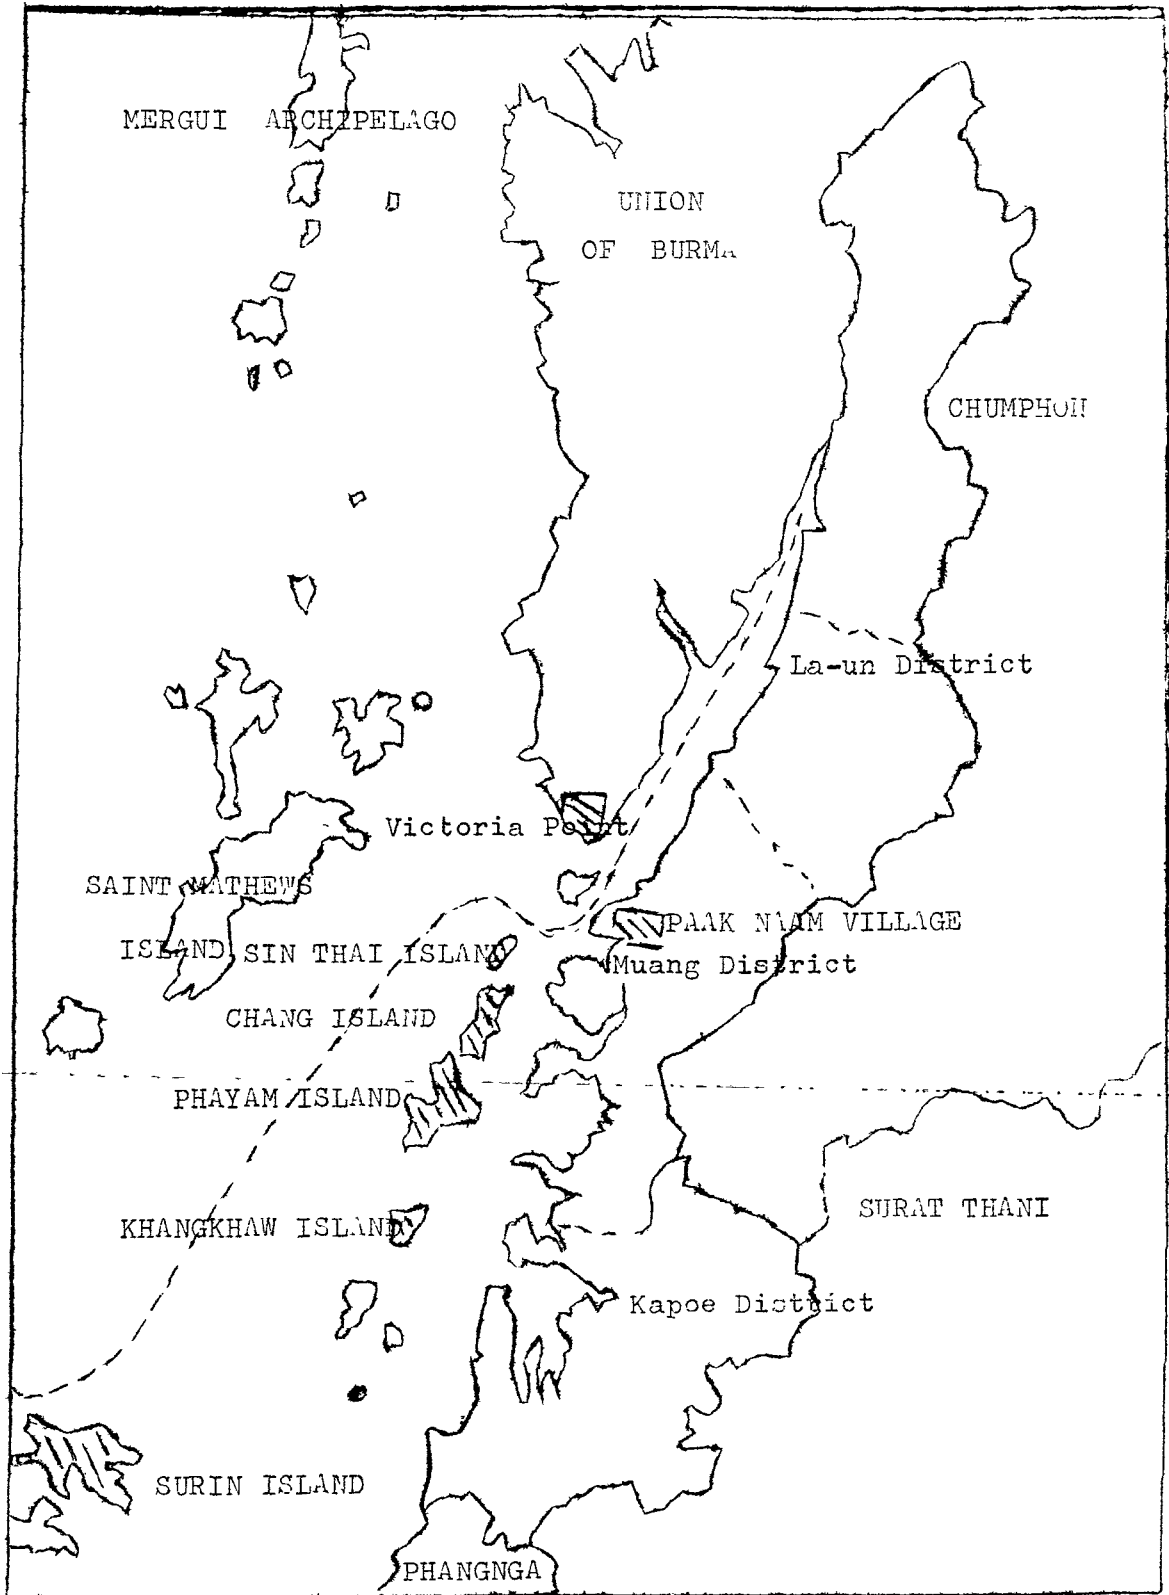 MERGUI ARCHIPELAGO
UNION
OF BURMA
CHUMPHON
La-un District
Victoria Point
SAINT MATHEWS
ISLAND
PAAK NAAM VILLAGE
SIN THAI ISLAND
Muang District
CHANG ISLAND
PHAYAM ISLAND
SURAT THANI
KHANGKHAW ISLAND
Kapoe District
SURIN ISLAND
PHANGNGA